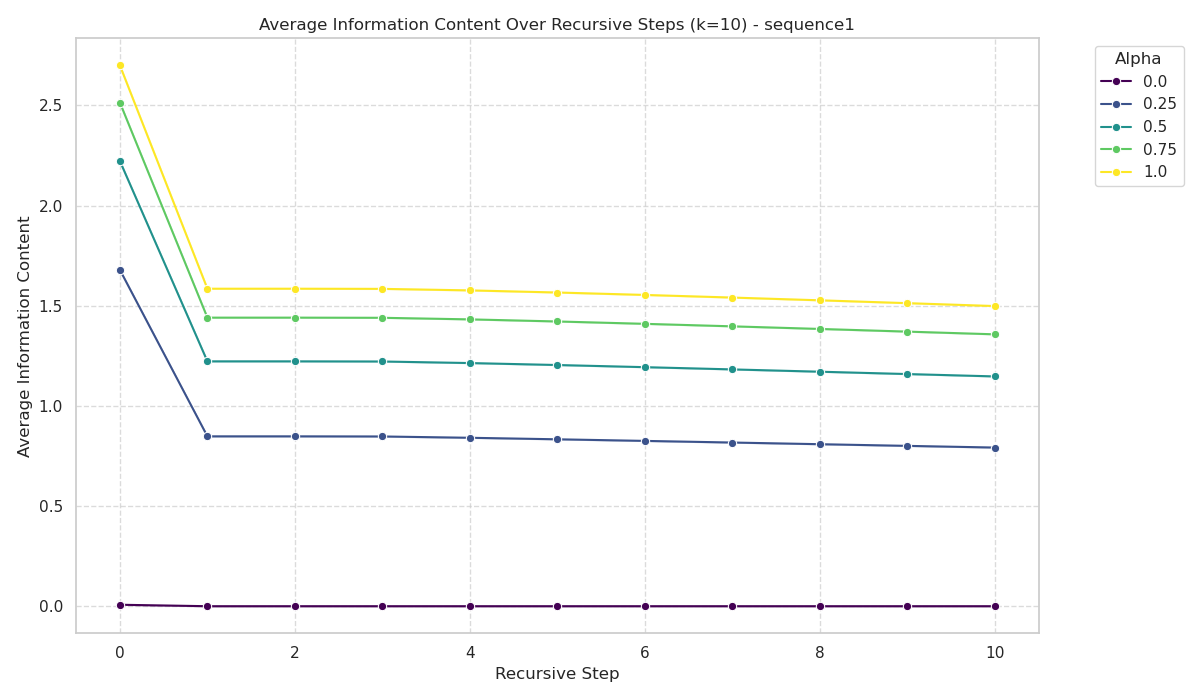 Average Information Content Over Recursive Steps (k=10) - sequence1
Alpha
0.0
0.25
0.5
0.75
1.0
Average Information Content
2.5
2.0
1.5
1.0
0.5
0.0
0 2 4 6 8 10
Recursive Step